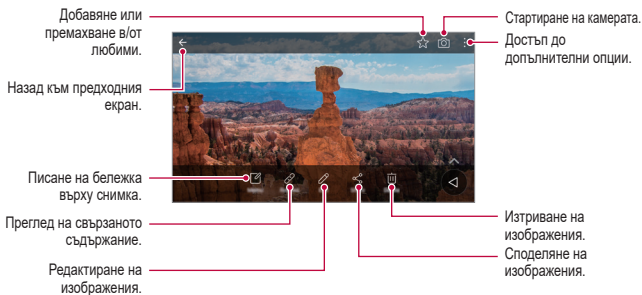 Добавяне или
премахване в/от
любими.
Назад към предходния
екран.
Писане на бележка
върху снимка.
Преглед на свързаното
съдържание.
Редактиране на
изображения.
Стартиране на камерата.
Достъп до
допълнителни опции.
Изтриване на
изображения.
Споделяне на
изображения.